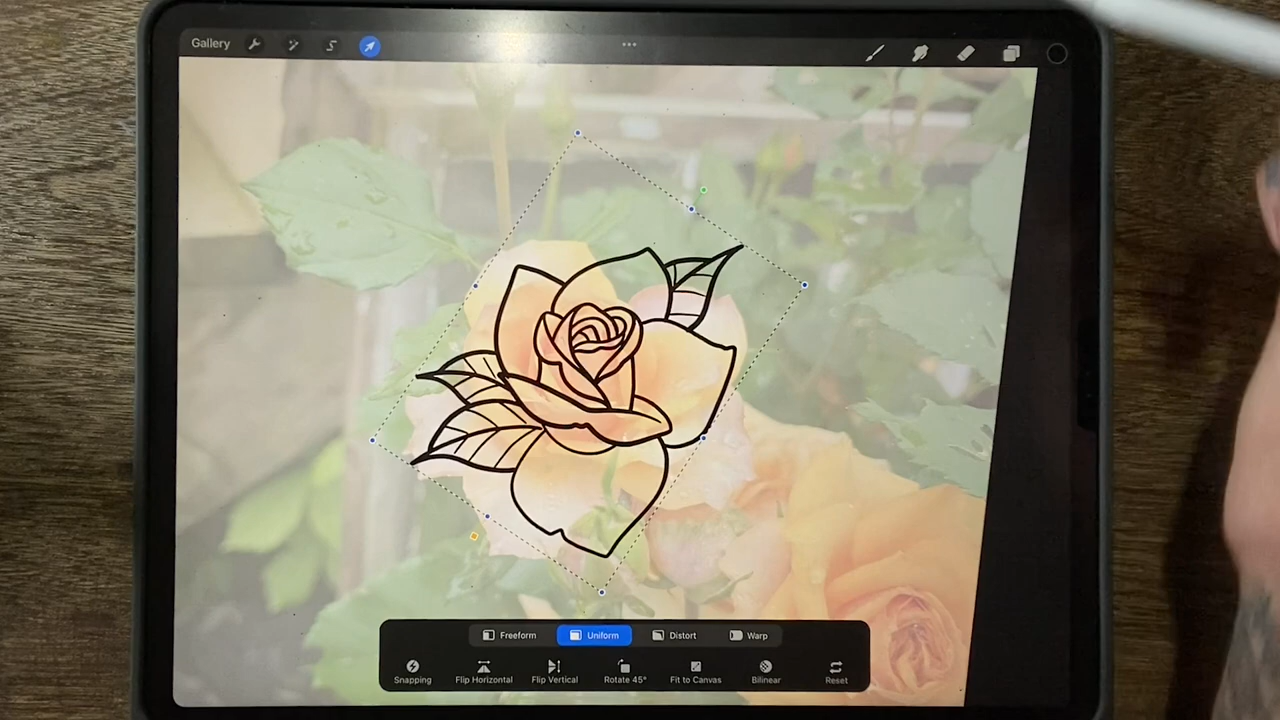 Gallery
Freeform Uniform Distort Warp
Snapping Flip Horizontal Flip Vertical Rotate 45° Fit to Canvas Bilinear Reset